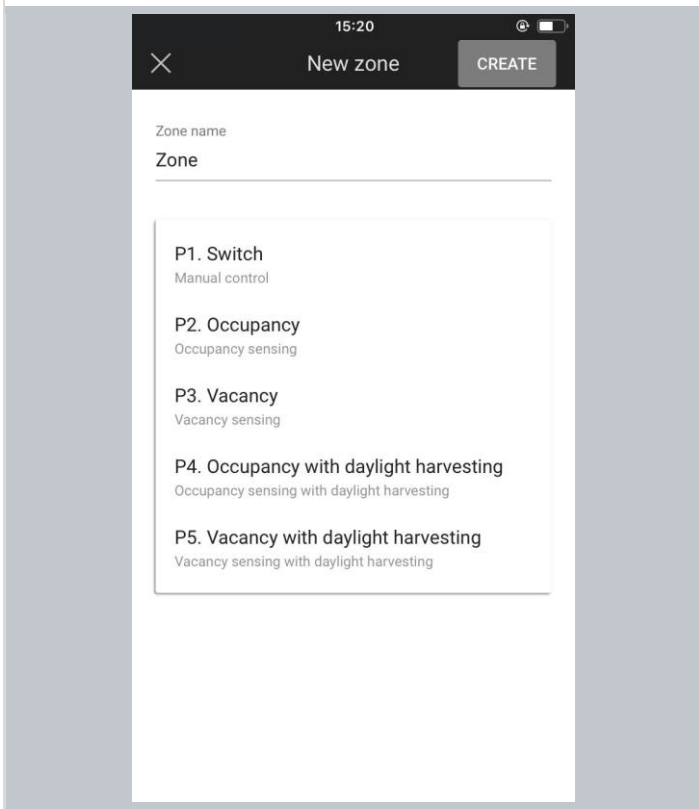 15:20
New zone
CREATE
Zone name
Zone
P1. Switch
Manual control
P2. Occupancy
Occupancy sensing
P3. Vacancy
Vacancy sensing
P4. Occupancy with daylight harvesting
Occupancy sensing with daylight harvesting
P5. Vacancy with daylight harvesting
Vacancy sensing with daylight harvesting